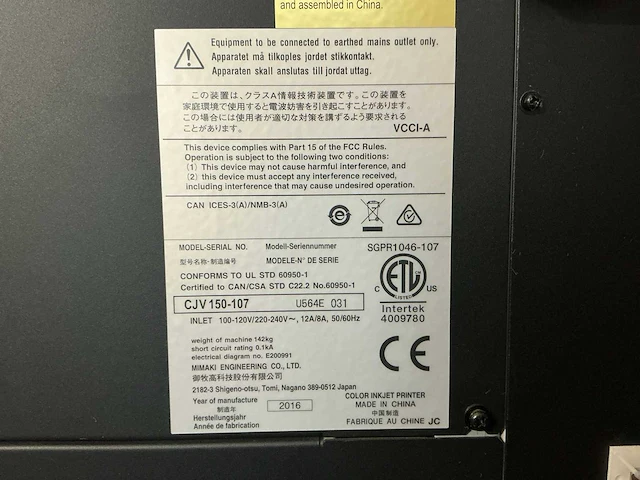 and assembled in China.
Equipment to be connected to earthed mains outlet only.
Apparatet må tilkoples jordet stikkontakt.
Apparaten skall anslutas till jordat uttag.
この装置は、クラスA情報技術装置です。この装置を
家庭環境で使用すると電波妨害を引き起こすことがあります。
この場合には使用者が適切な対策を講ずるよう要求される
ことがあります。
VCCI-A
This device complies with Part 15 of the FCC Rules.
Operation is subject to the following two conditions:
(1) This device may not cause harmful interference, and
(2) this device must accept any interference received,
including interference that may cause undesired operation.
CAN ICES-3(A)/NMB-3(A)
MODEL-SERIAL NO. Modell-Seriennummer SGPR1046-107
型号名称·制造编号 MODELE-N° DE SERIE
CONFORMS TO UL STD 60950-1
Certified to CAN/CSA STD C22.2 No.60950-1
CJV150-107 U564E 031
INLET 100-120V/220-240V～, 12A/8A, 50/60Hz
C ETL US
LISTED
Intertek
4009780
weight of machine 142kg
short circuit rating 0.1kA
electrical diagram no. E200991
CE
MIMAKI ENGINEERING CO., LTD.
御牧高科技股份有限公司
2182-3 Shigeno-otsu, Tomi, Nagano 389-0512 Japan
Year of manufacture
制造年
Herstellungsjahr
Année de fabrication
2016
COLOR INKJET PRINTER
MADE IN CHINA
中国制造
FABRIQUE AU CHINE JC